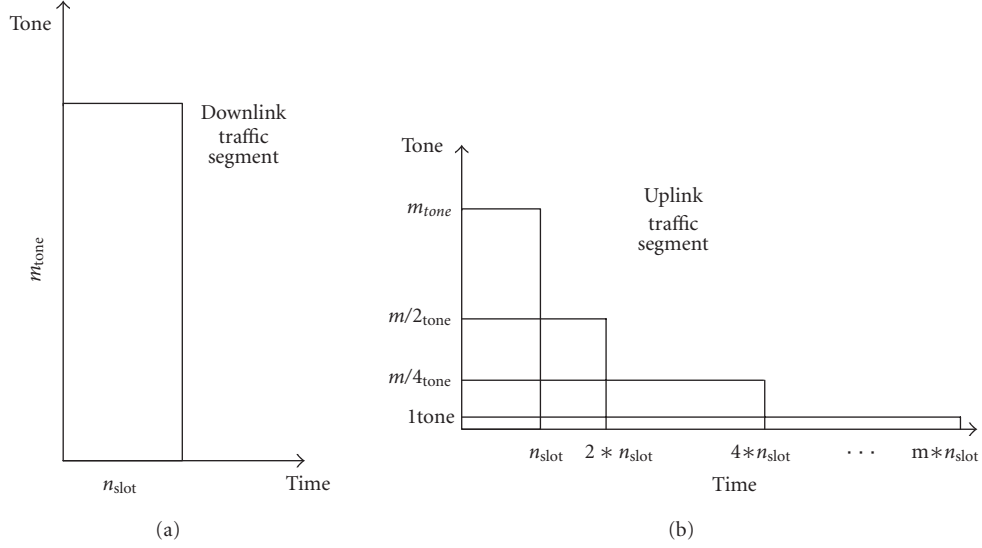 Tone
Downlink
traffic
segment
m_tone
n_slot
Time
(a)
Tone
Uplink
traffic
segment
m_tone
m/2_tone
m/4_tone
1tone
n_slot
2 * n_slot
4*n_slot
· · ·
m*n_slot
Time
(b)